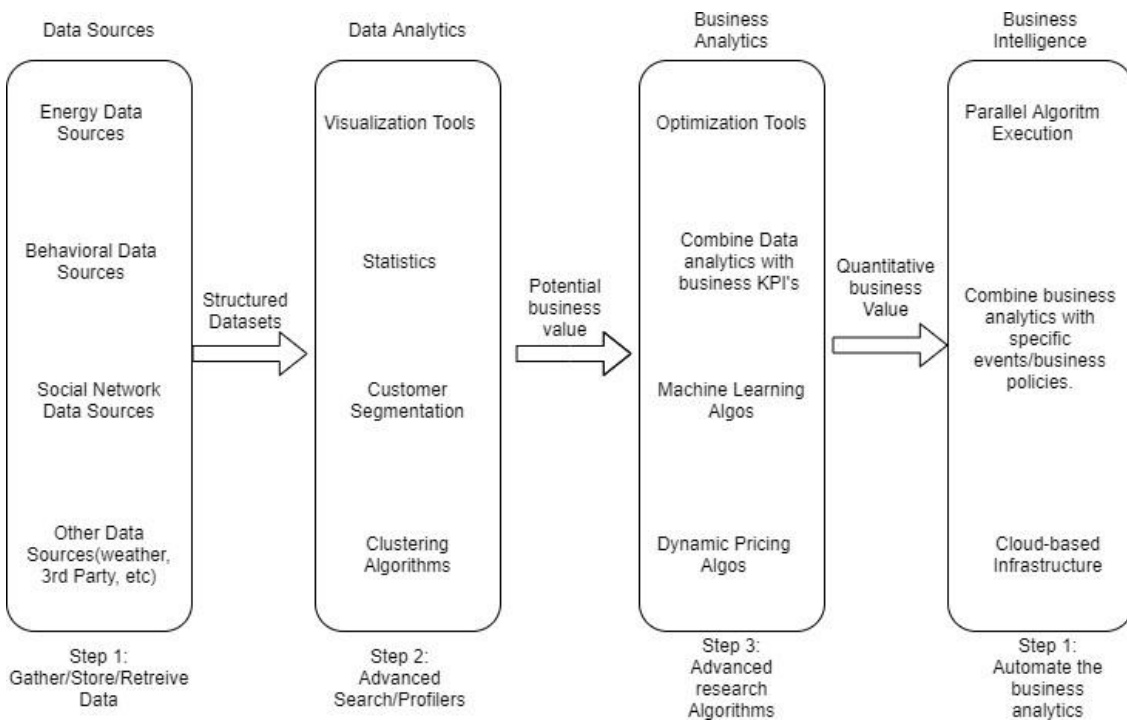 Data Sources
Energy Data
Sources
Behavioral Data
Sources
Social Network
Data Sources
Other Data
Sources(weather,
3rd Party, etc)
Step 1:
Gather/Store/Retreive
Data
Structured
Datasets
Data Analytics
Visualization Tools
Statistics
Customer
Segmentation
Clustering
Algorithms
Step 2:
Advanced
Search/Profilers
Potential
business
value
Business
Analytics
Optimization Tools
Combine Data
analytics with
business KPI's
Machine Learning
Algos
Dynamic Pricing
Algos
Step 3:
Advanced
research
Algorithms
Quantitative
business
Value
Business
Intelligence
Parallel Algoritm
Execution
Combine business
analytics with
specific
events/business
policies.
Cloud-based
Infrastructure
Step 1:
Automate the
business
analytics